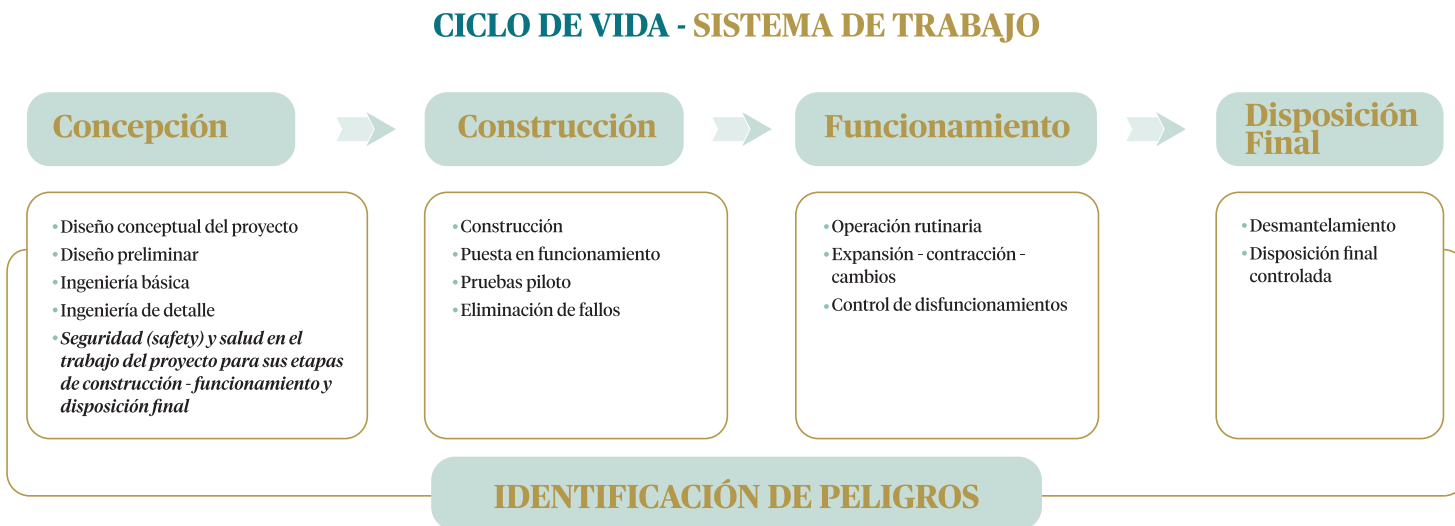 CICLO DE VIDA - SISTEMA DE TRABAJO
Concepción
• Diseño conceptual del proyecto
• Diseño preliminar
• Ingeniería básica
• Ingeniería de detalle
• Seguridad (safety) y salud en el
trabajo del proyecto para sus etapas
de construcción - funcionamiento y
disposición final
Construcción
• Construcción
• Puesta en funcionamiento
• Pruebas piloto
• Eliminación de fallos
Funcionamiento
• Operación rutinaria
• Expansión - contracción -
cambios
• Control de disfuncionamientos
Disposición
Final
• Desmantelamiento
• Disposición final
controlada
IDENTIFICACIÓN DE PELIGROS